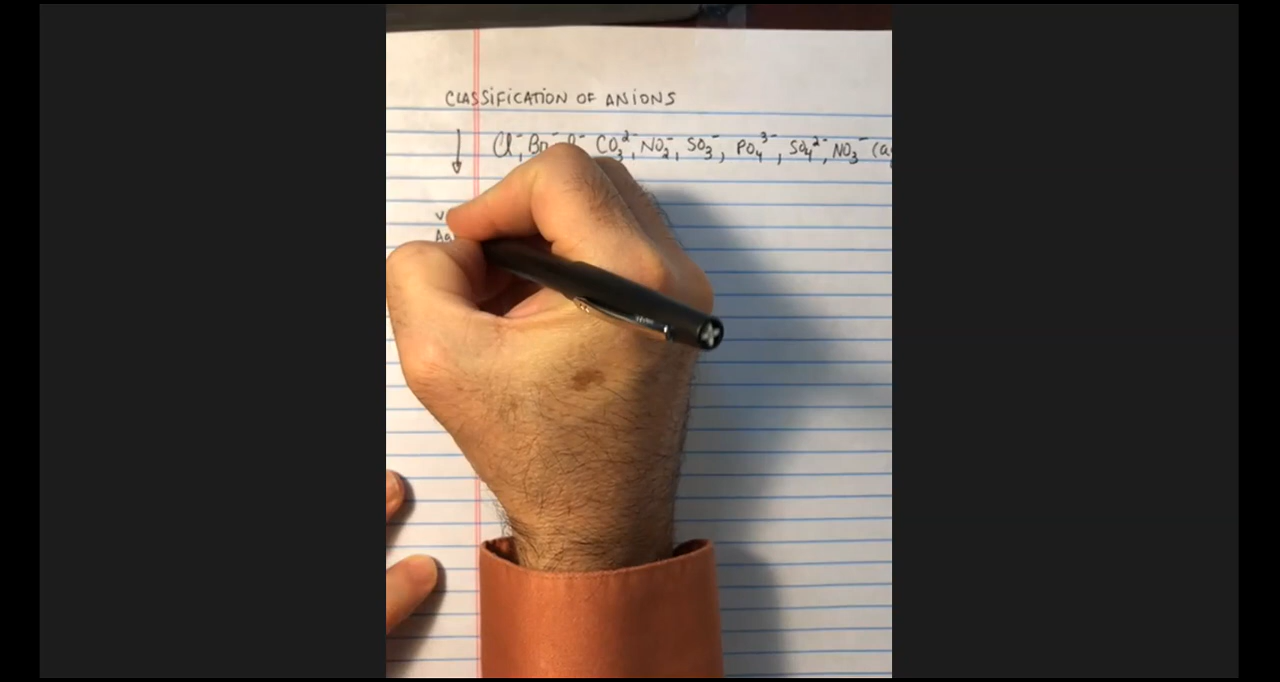 CLASSIFICATION OF ANIONS
Cl⁻, Br⁻, I⁻, CO₃²⁻, NO₂⁻, SO₃⁻, PO₄³⁻, SO₄²⁻, NO₃⁻ (a